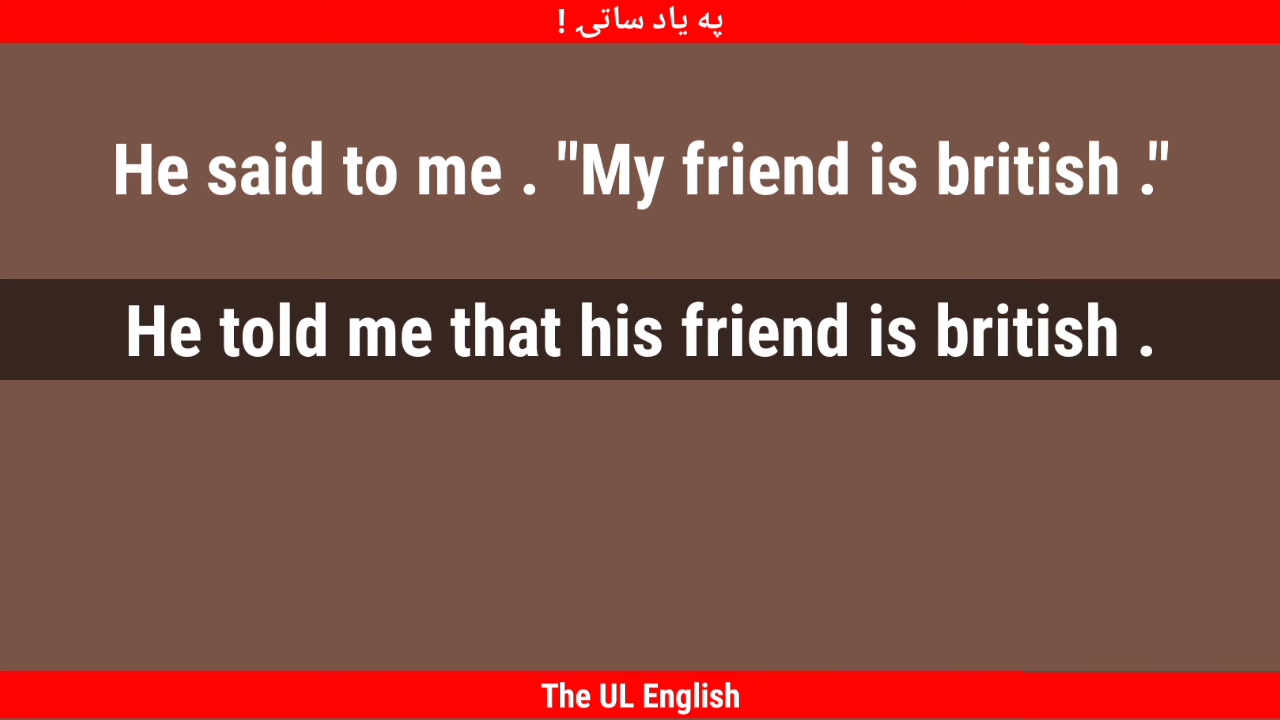 په یاد ساتۍ !
He said to me . "My friend is british ."
He told me that his friend is british .
The UL English